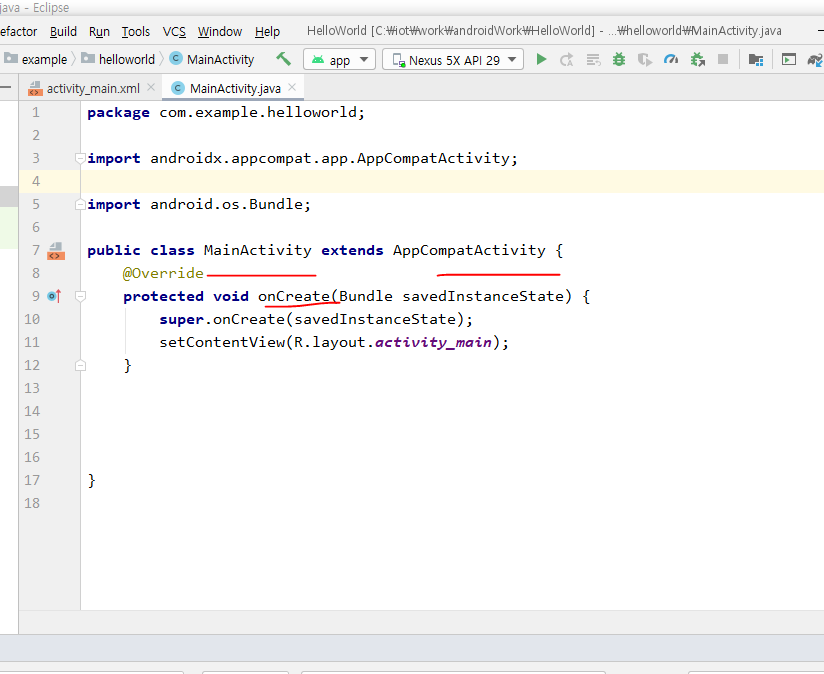 java - Eclipse
efactor Build Run Tools VCS Window Help HelloWorld [C:₩iot₩work₩androidWork₩HelloWorld] - ...₩helloworld₩MainActivity.java
example helloworld MainActivity app Nexus 5X API 29
activity_main.xml MainActivity.java
1 package com.example.helloworld;
2
3 import androidx.appcompat.app.AppCompatActivity;
4
5 import android.os.Bundle;
6
7 public class MainActivity extends AppCompatActivity {
8 @Override
9 protected void onCreate(Bundle savedInstanceState) {
10 super.onCreate(savedInstanceState);
11 setContentView(R.layout.activity_main);
12 }
13
14
15
16
17 }
18